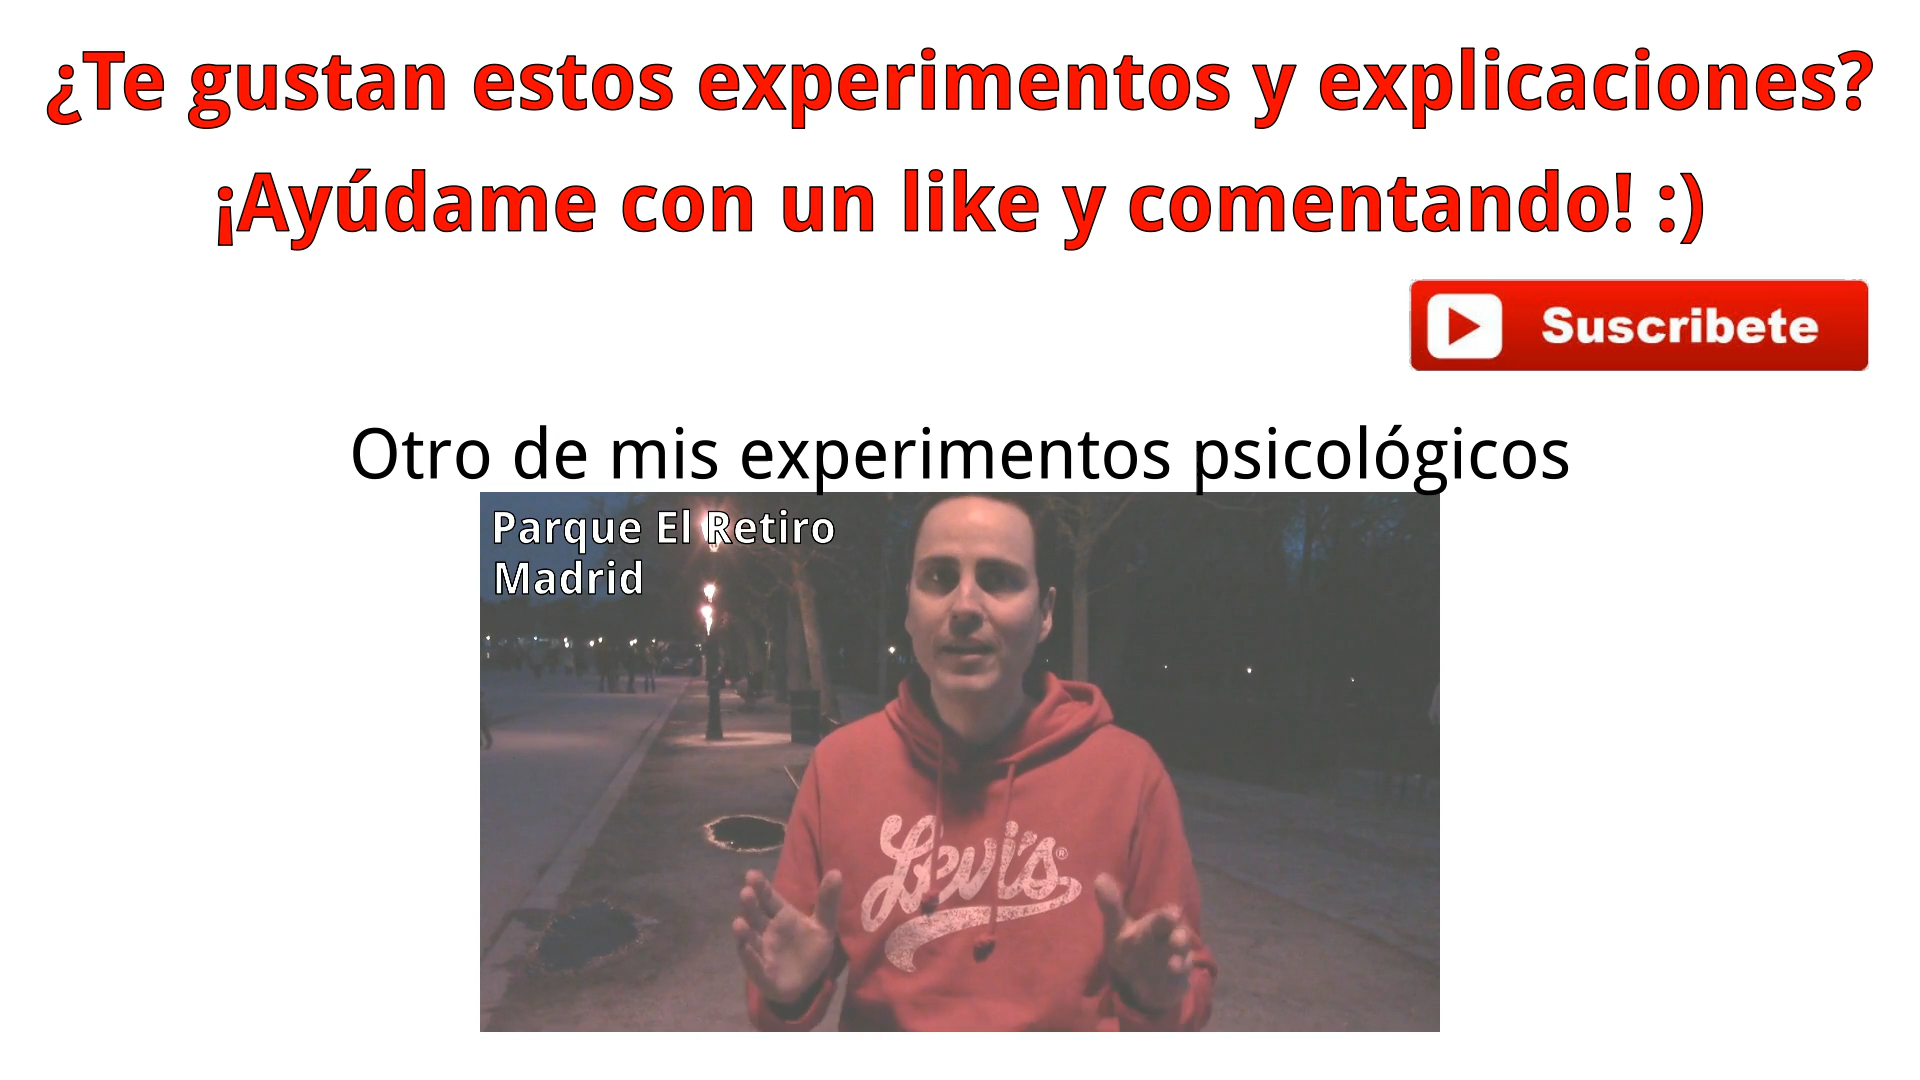 ¿Te gustan estos experimentos y explicaciones?
¡Ayúdame con un like y comentando! :)
Suscribete
Otro de mis experimentos psicológicos
Parque El Retiro
Madrid
Levi's®